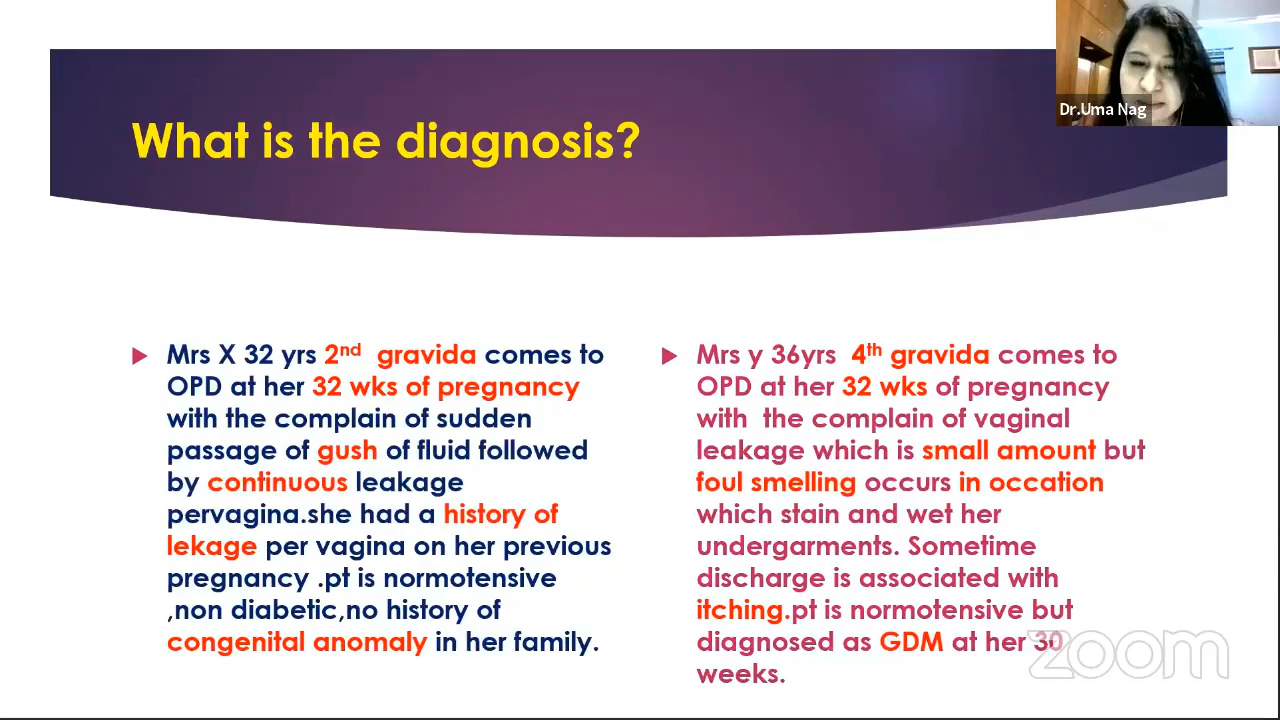 Dr.Uma Nag
What is the diagnosis?
Mrs X 32 yrs 2nd gravida comes to
OPD at her 32 wks of pregnancy
with the complain of sudden
passage of gush of fluid followed
by continuous leakage
pervagina.she had a history of
lekage per vagina on her previous
pregnancy .pt is normotensive
,non diabetic,no history of
congenital anomaly in her family.
Mrs y 36yrs 4th gravida comes to
OPD at her 32 wks of pregnancy
with the complain of vaginal
leakage which is small amount but
foul smelling occurs in occation
which stain and wet her
undergarments. Sometime
discharge is associated with
itching.pt is normotensive but
diagnosed as GDM at her 30
weeks.
zoom